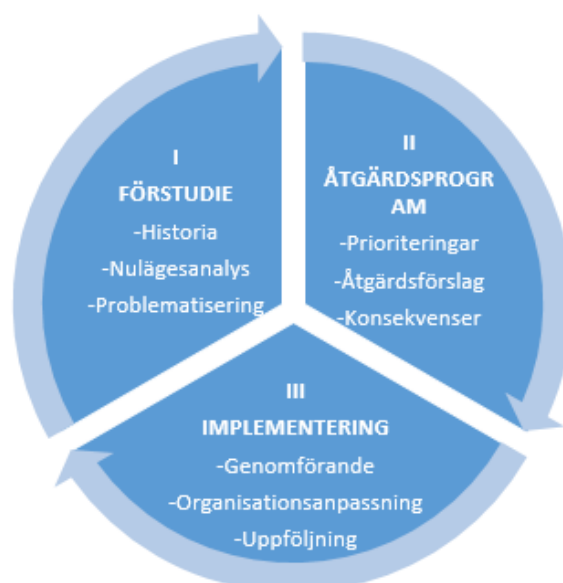 I
FÖRSTUDIE
-Historia
-Nulägesanalys
-Problematisering
II
ÅTGÄRDSPROGR
AM
-Prioriteringar
-Åtgärdsförslag
-Konsekvenser
III
IMPLEMENTERING
-Genomförande
-Organisationsanpassning
-Uppföljning